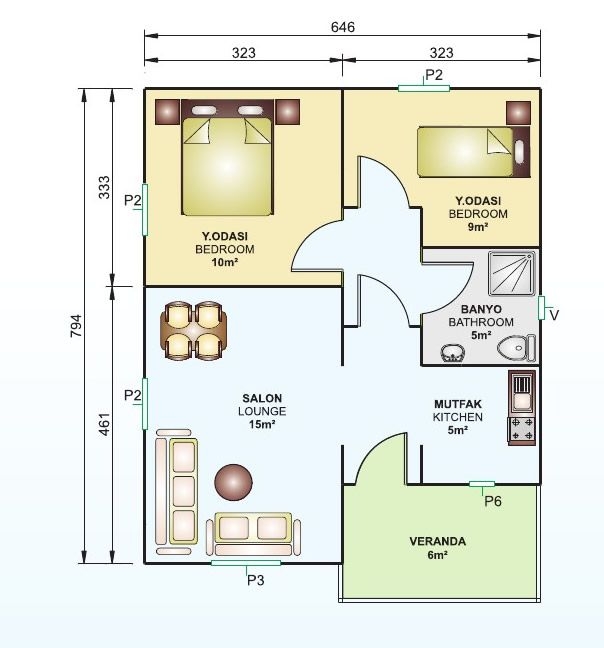 646
323
323
P2
333
P2
Y.ODASI
BEDROOM
10m²
Y.ODASI
BEDROOM
9m²
794
BANYO
BATHROOM
5m²
V
P2
461
SALON
LOUNGE
15m²
MUTFAK
KITCHEN
5m²
P6
VERANDA
6m²
P3